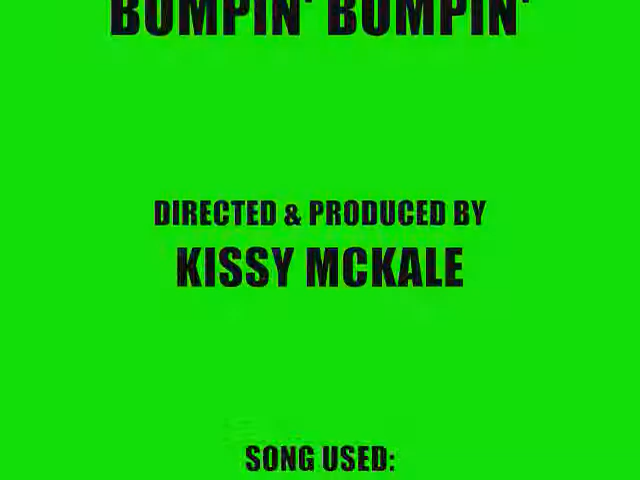 BUMPIN' BUMPIN'
DIRECTED & PRODUCED BY
KISSY MCKALE
SONG USED: